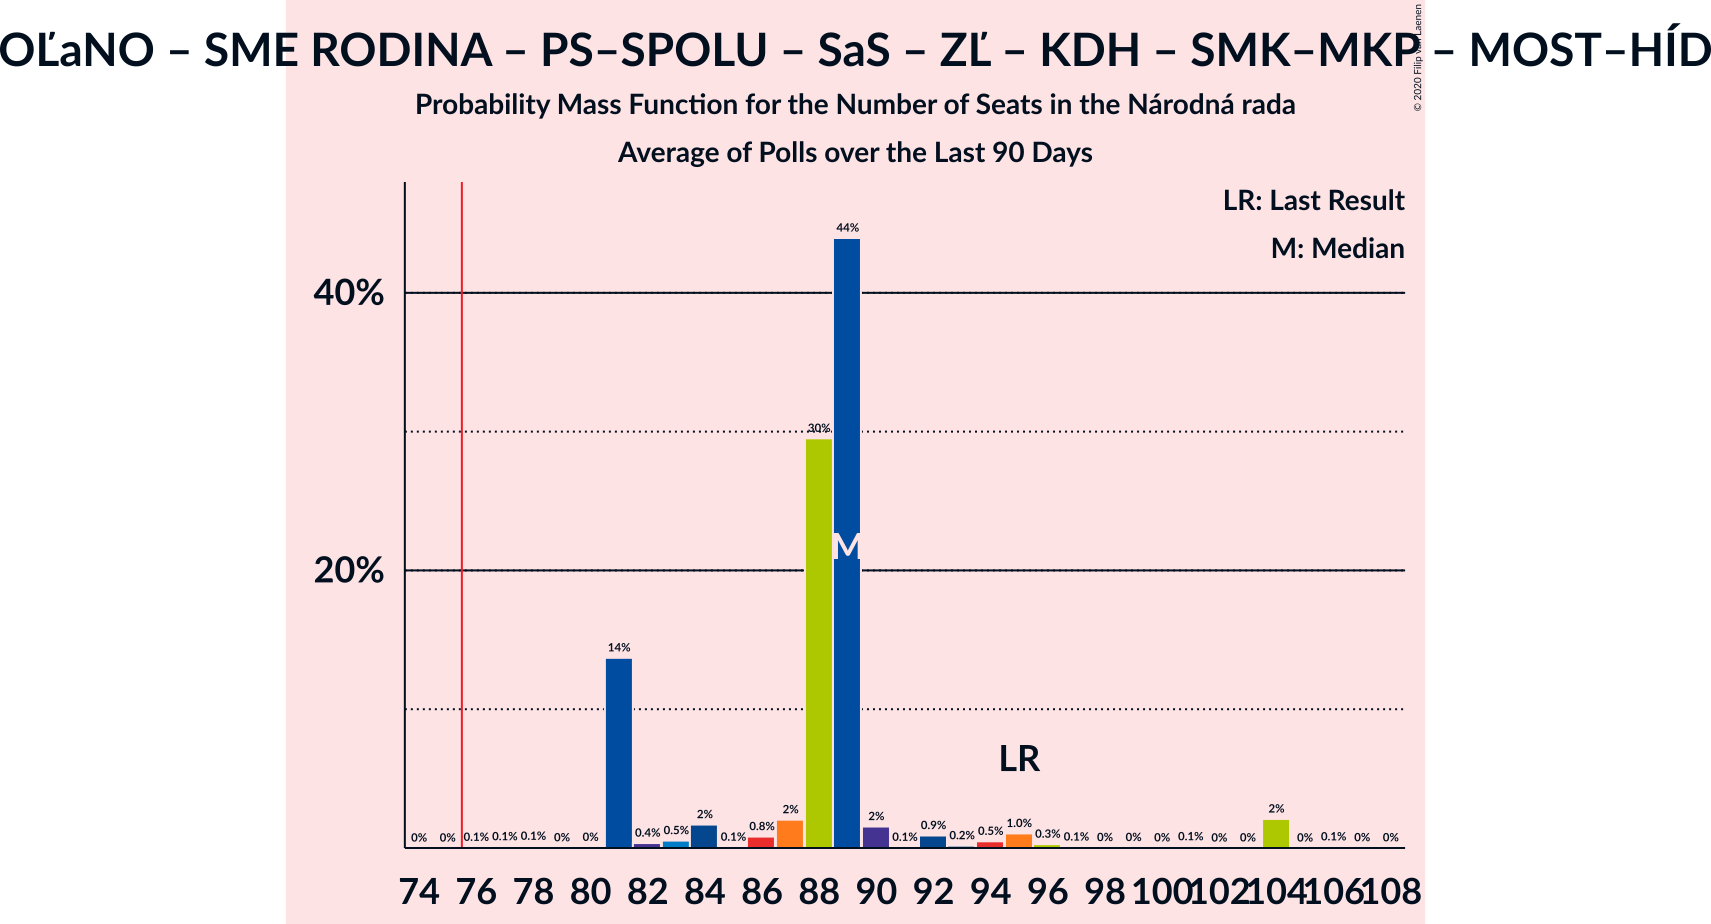 OĽaNO – SME RODINA – PS–SPOLU – SaS – ZĽ – KDH – SMK–MKP – MOST–HÍD
Probability Mass Function for the Number of Seats in the Národná rada
Average of Polls over the Last 90 Days
© 2020 Filip van Laenen
LR: Last Result
M: Median
44%
40%
30%
M
20%
14%
LR
0% 0% 0.1% 0.1% 0.1% 0% 0% 0.4% 0.5% 2% 0.1% 0.8% 2% 2% 0.1% 0.9% 0.2% 0.5% 1.0% 0.3% 0.1% 0% 0% 0% 0.1% 0% 0% 2% 0% 0.1% 0% 0%
74 76 78 80 82 84 86 88 90 92 94 96 98 100 102 104 106 108